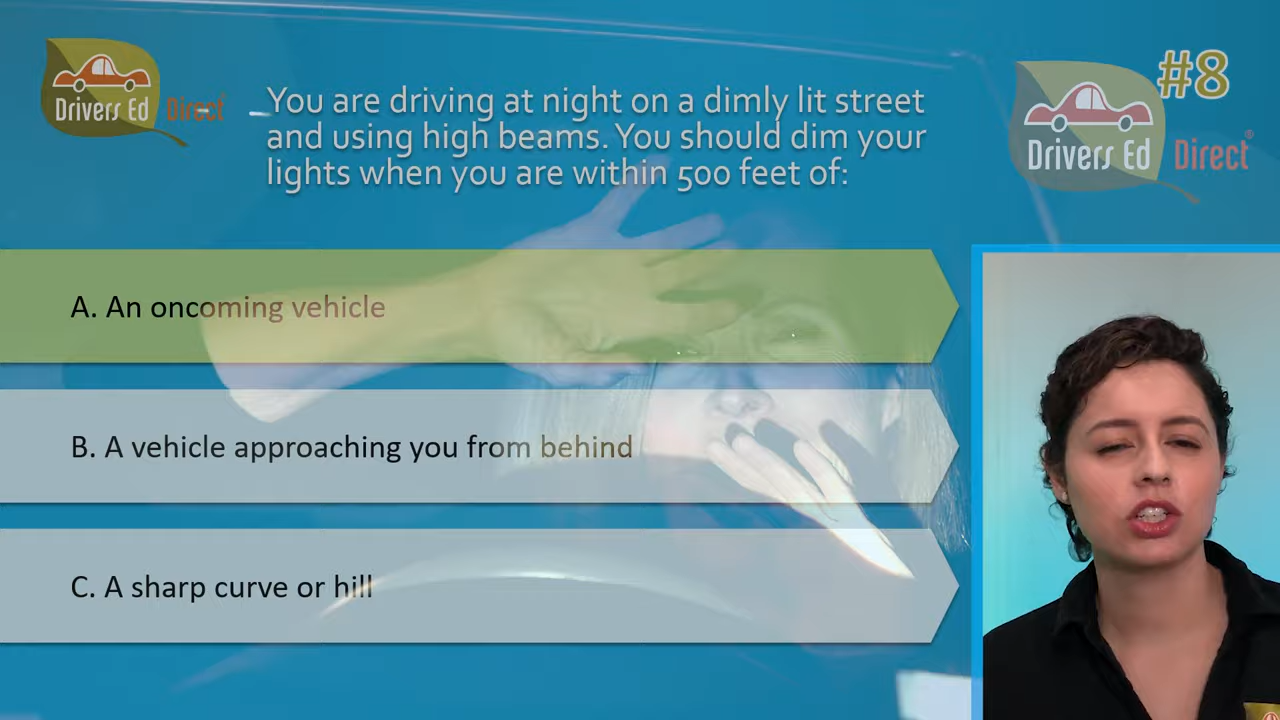 Drivers Ed Direct
You are driving at night on a dimly lit street
and using high beams. You should dim your
lights when you are within 500 feet of:
#8
Drivers Ed Direct®
A. An oncoming vehicle
B. A vehicle approaching you from behind
C. A sharp curve or hill